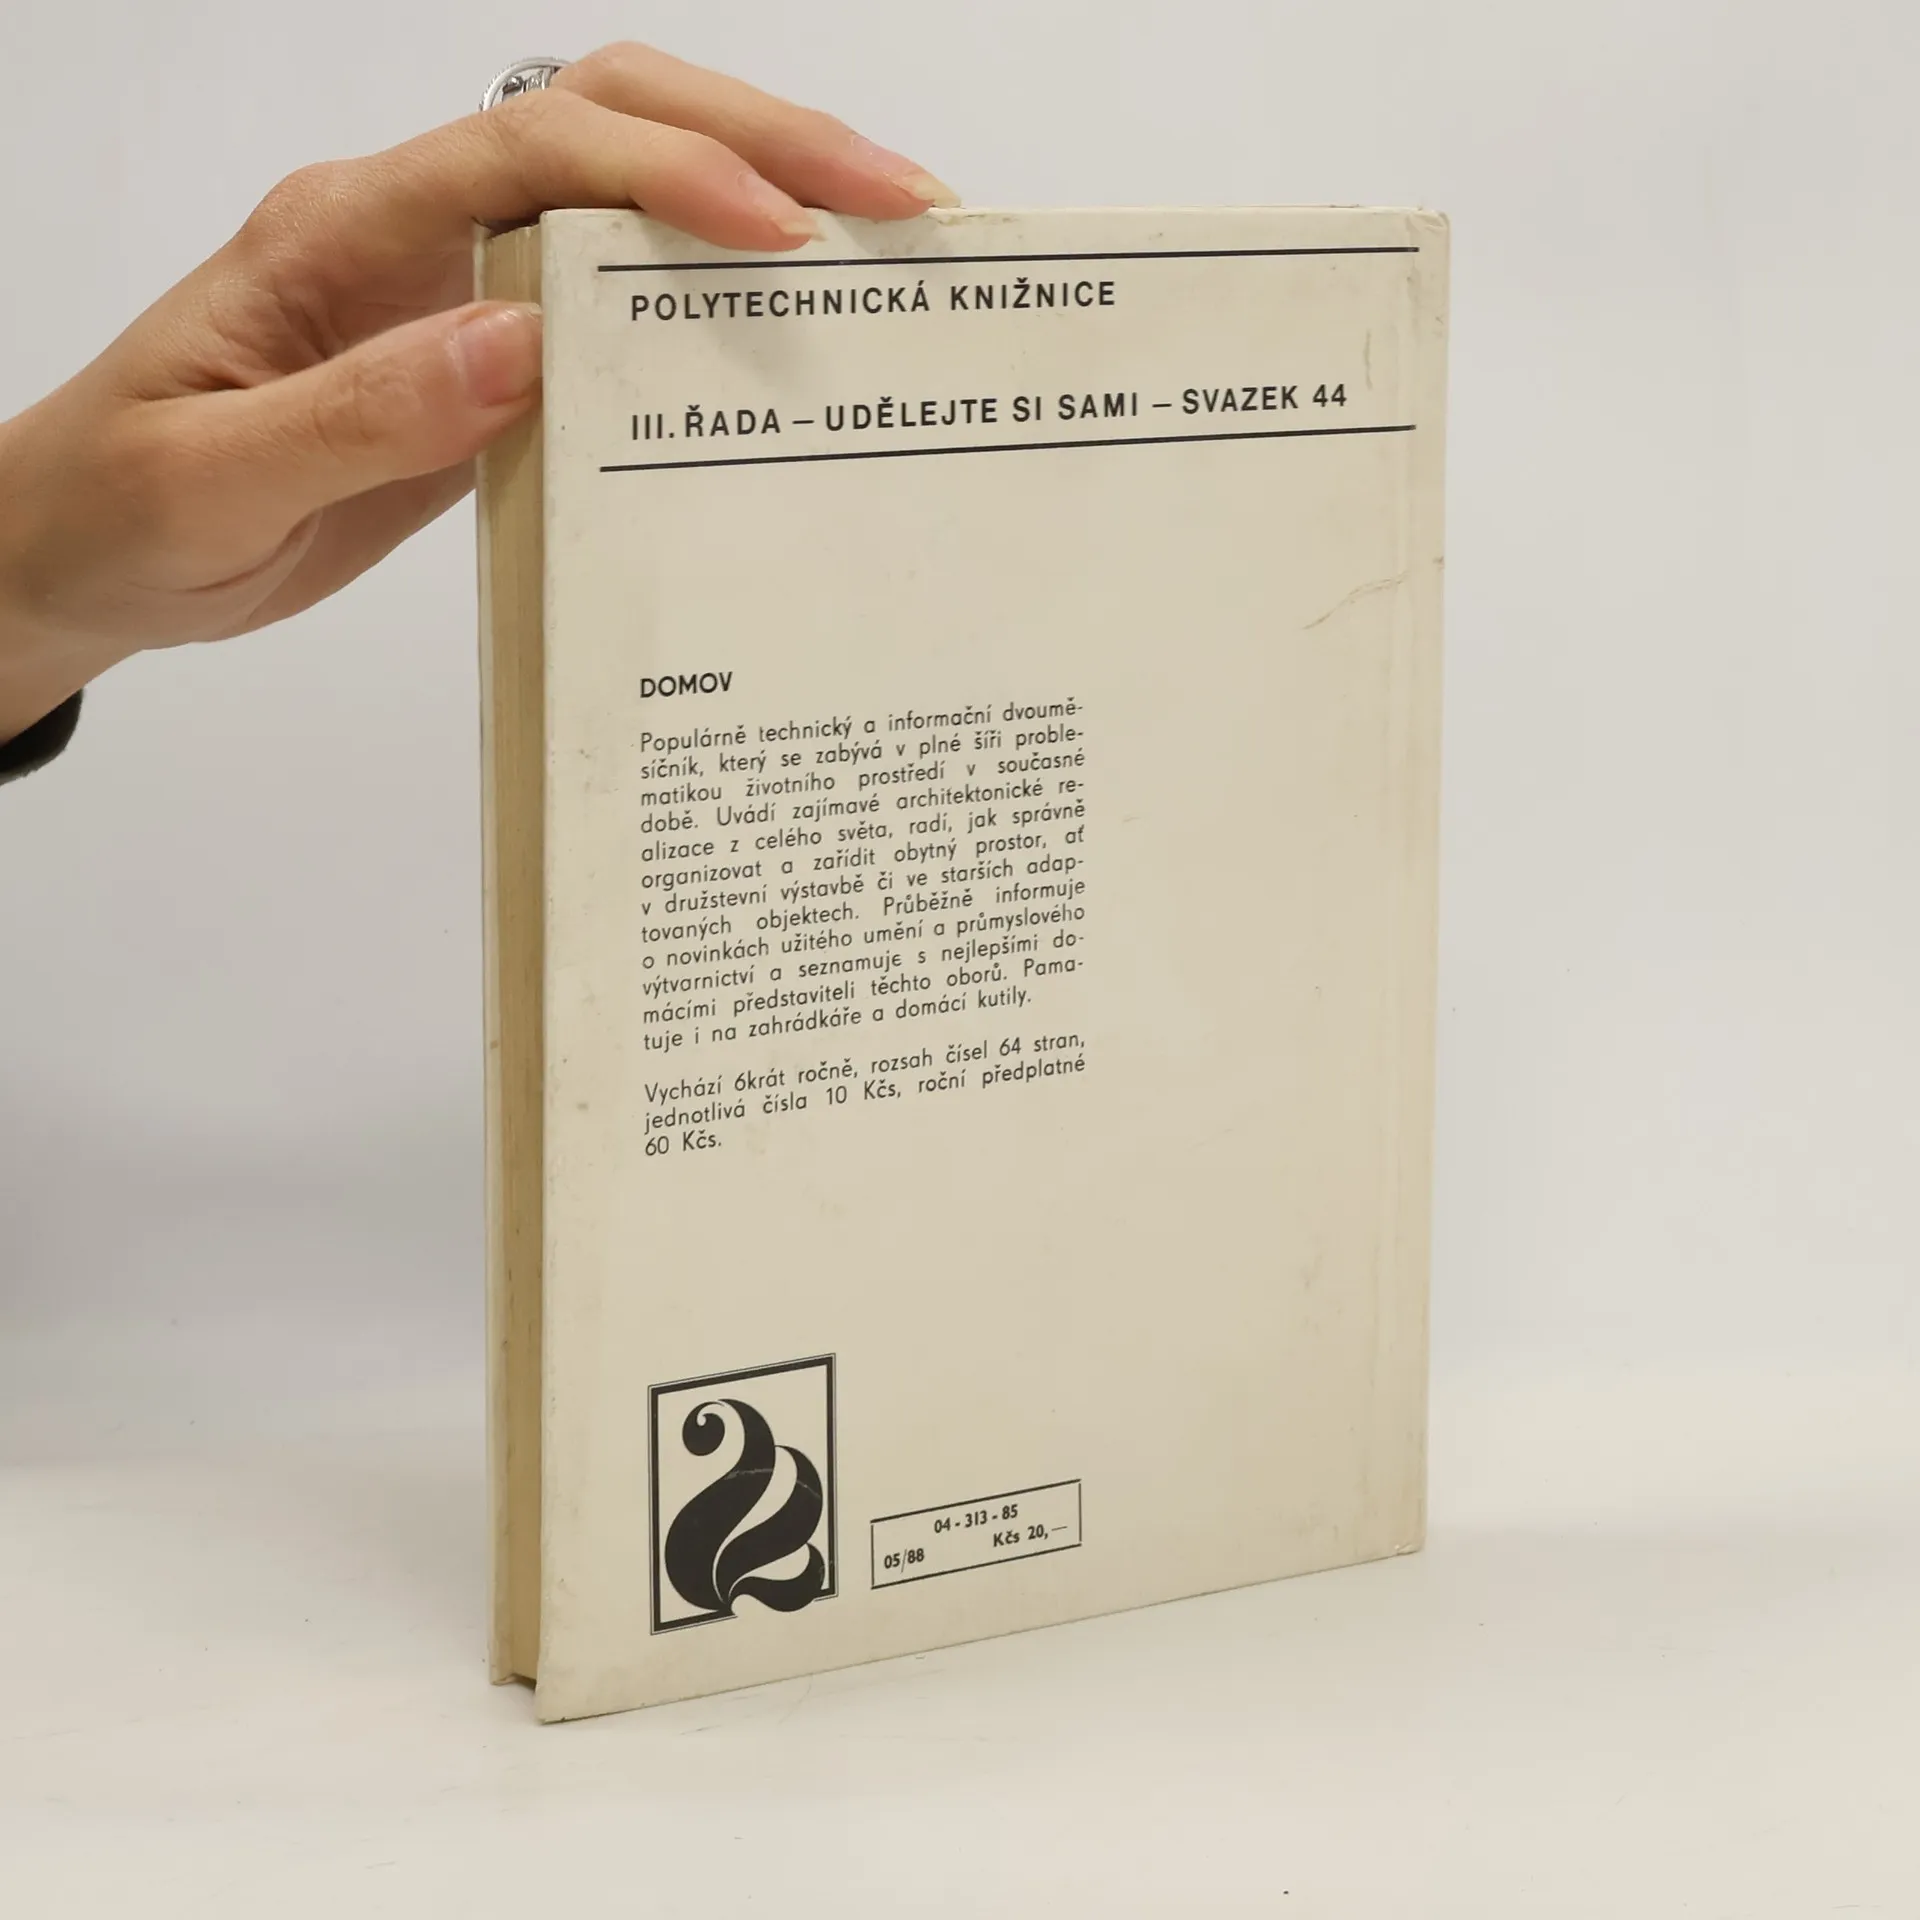 POLYTECHNICKÁ KNIŽNICE
III. ŘADA – UDĚLEJTE SI SAMI – SVAZEK 44
DOMOV
Populárně technický a informační dvoumě-
síčník, který se zabývá v plné šíři proble-
matikou životního prostředí v současné
době. Uvádí zajímavé architektonické re-
alizace z celého světa, radí, jak správně
organizovat a zařídit obytný prostor, ať
v družstevní výstavbě či ve starších adap-
tovaných objektech. Průběžně informuje
o novinkách užitého umění a průmyslového
výtvarnictví a seznamuje s nejlepšími do-
mácími představiteli těchto oborů. Pama-
tuje i na zahrádkáře a domácí kutily.
Vychází 6krát ročně, rozsah čísel 64 stran,
jednotlivá čísla 10 Kčs, roční předplatné
60 Kčs.
04 - 313 - 85
05/88 Kčs 20,—